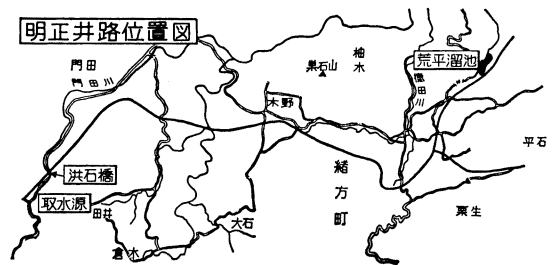 明正井路位置図
門田
門田川
柚木
巣石山
荒平溜池
木野
平石
洪石橋
緒方町
取水源
田井
大石
倉木
粟生